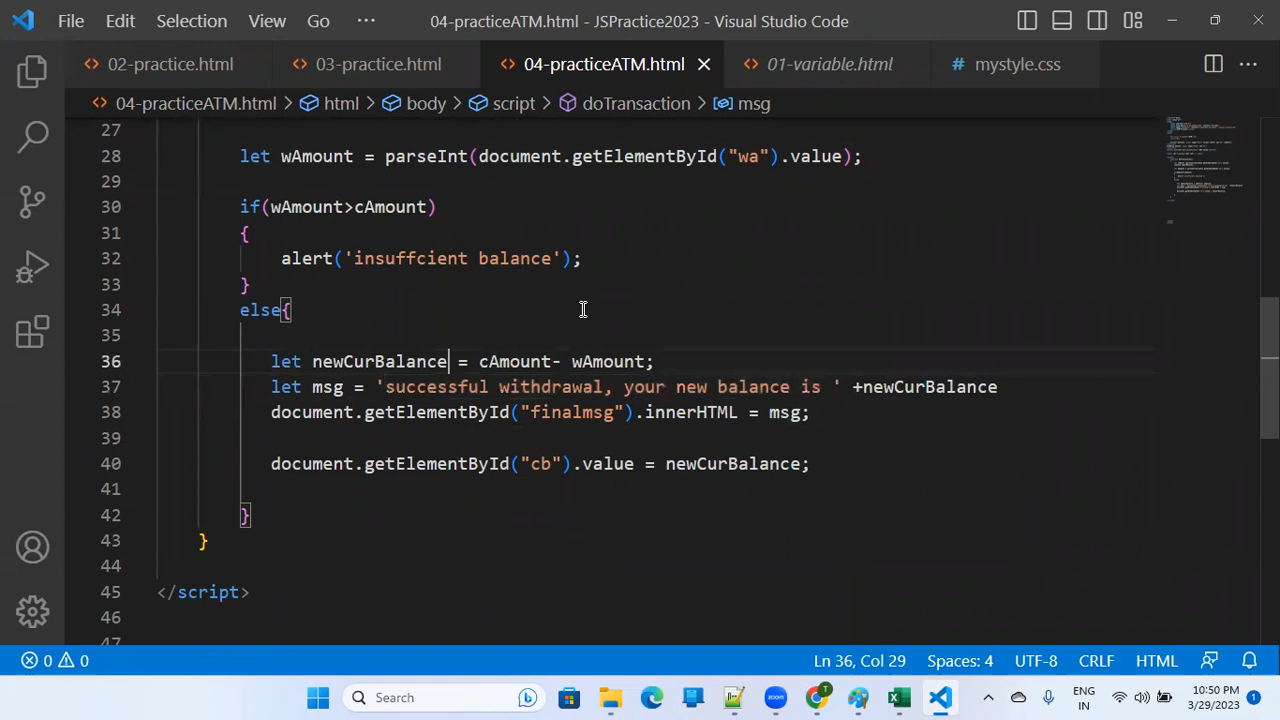 File Edit Selection View Go ··· 04-practiceATM.html - JSPractice2023 - Visual Studio Code
02-practice.html 03-practice.html 04-practiceATM.html 01-variable.html mystyle.css
04-practiceATM.html > html > body > script > doTransaction > msg
27
28 let wAmount = parseInt(document.getElementById("wa").value);
29
30 if(wAmount>cAmount)
31 {
32 alert('insuffcient balance');
33 }
34 else{
35
36 let newCurBalance = cAmount- wAmount;
37 let msg = 'successful withdrawal, your new balance is ' +newCurBalance
38 document.getElementById("finalmsg").innerHTML = msg;
39
40 document.getElementById("cb").value = newCurBalance;
41
42 }
43 }
44
45 </script>
46
47
0 0 Ln 36, Col 29 Spaces: 4 UTF-8 CRLF HTML
Search zoom T ENG IN 10:50 PM 3/29/2023 1